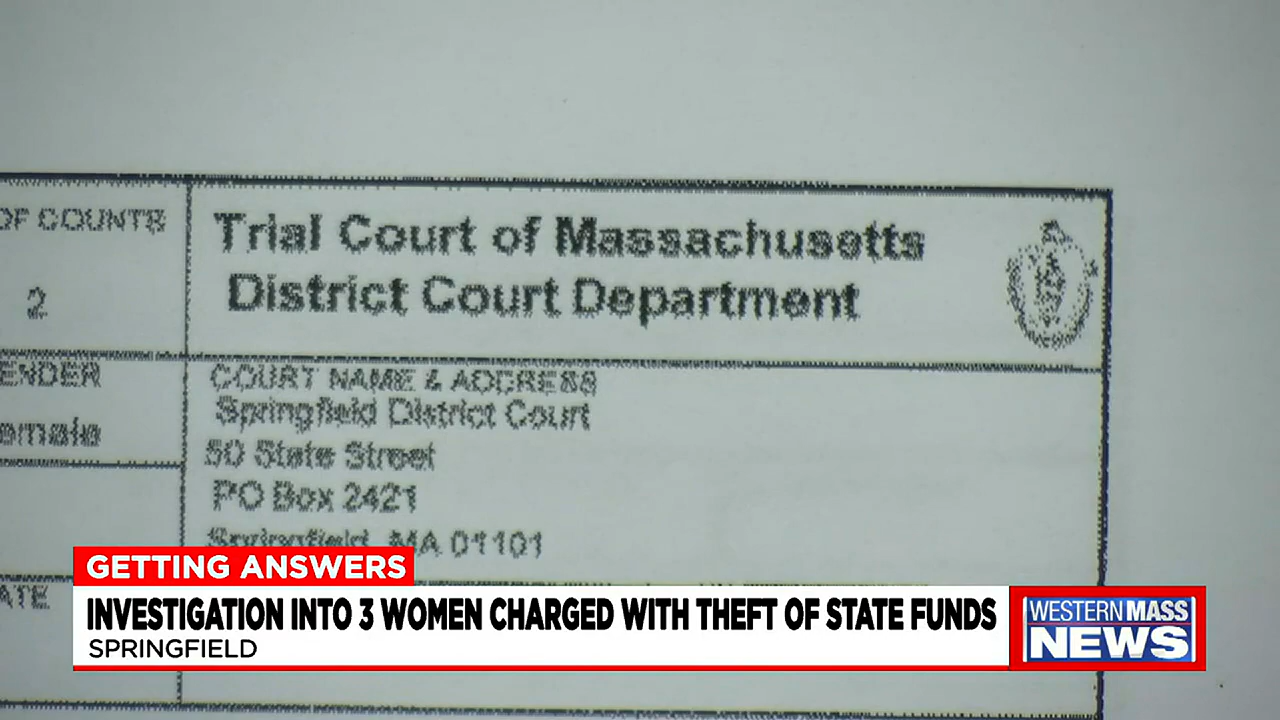 OF COUNTS
2
Trial Court of Massachusetts
District Court Department
ENDER
emale
COURT NAME & ADDRESS
Springfield District Court
50 State Street
PO Box 2421
Springfield, MA 01101
ATE
GETTING ANSWERS
INVESTIGATION INTO 3 WOMEN CHARGED WITH THEFT OF STATE FUNDS
SPRINGFIELD
WESTERN MASS
NEWS